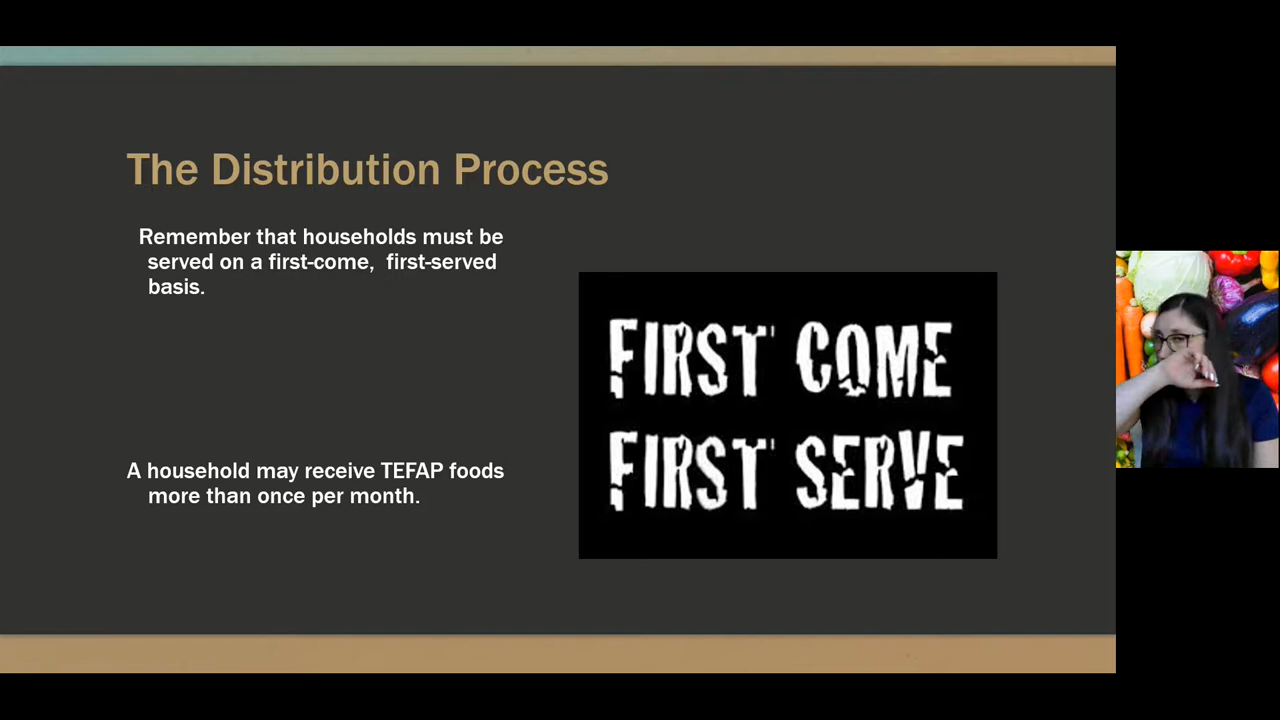 The Distribution Process
Remember that households must be
served on a first-come,  first-served
basis.
A household may receive TEFAP foods
more than once per month.
FIRST COME
FIRST SERVE